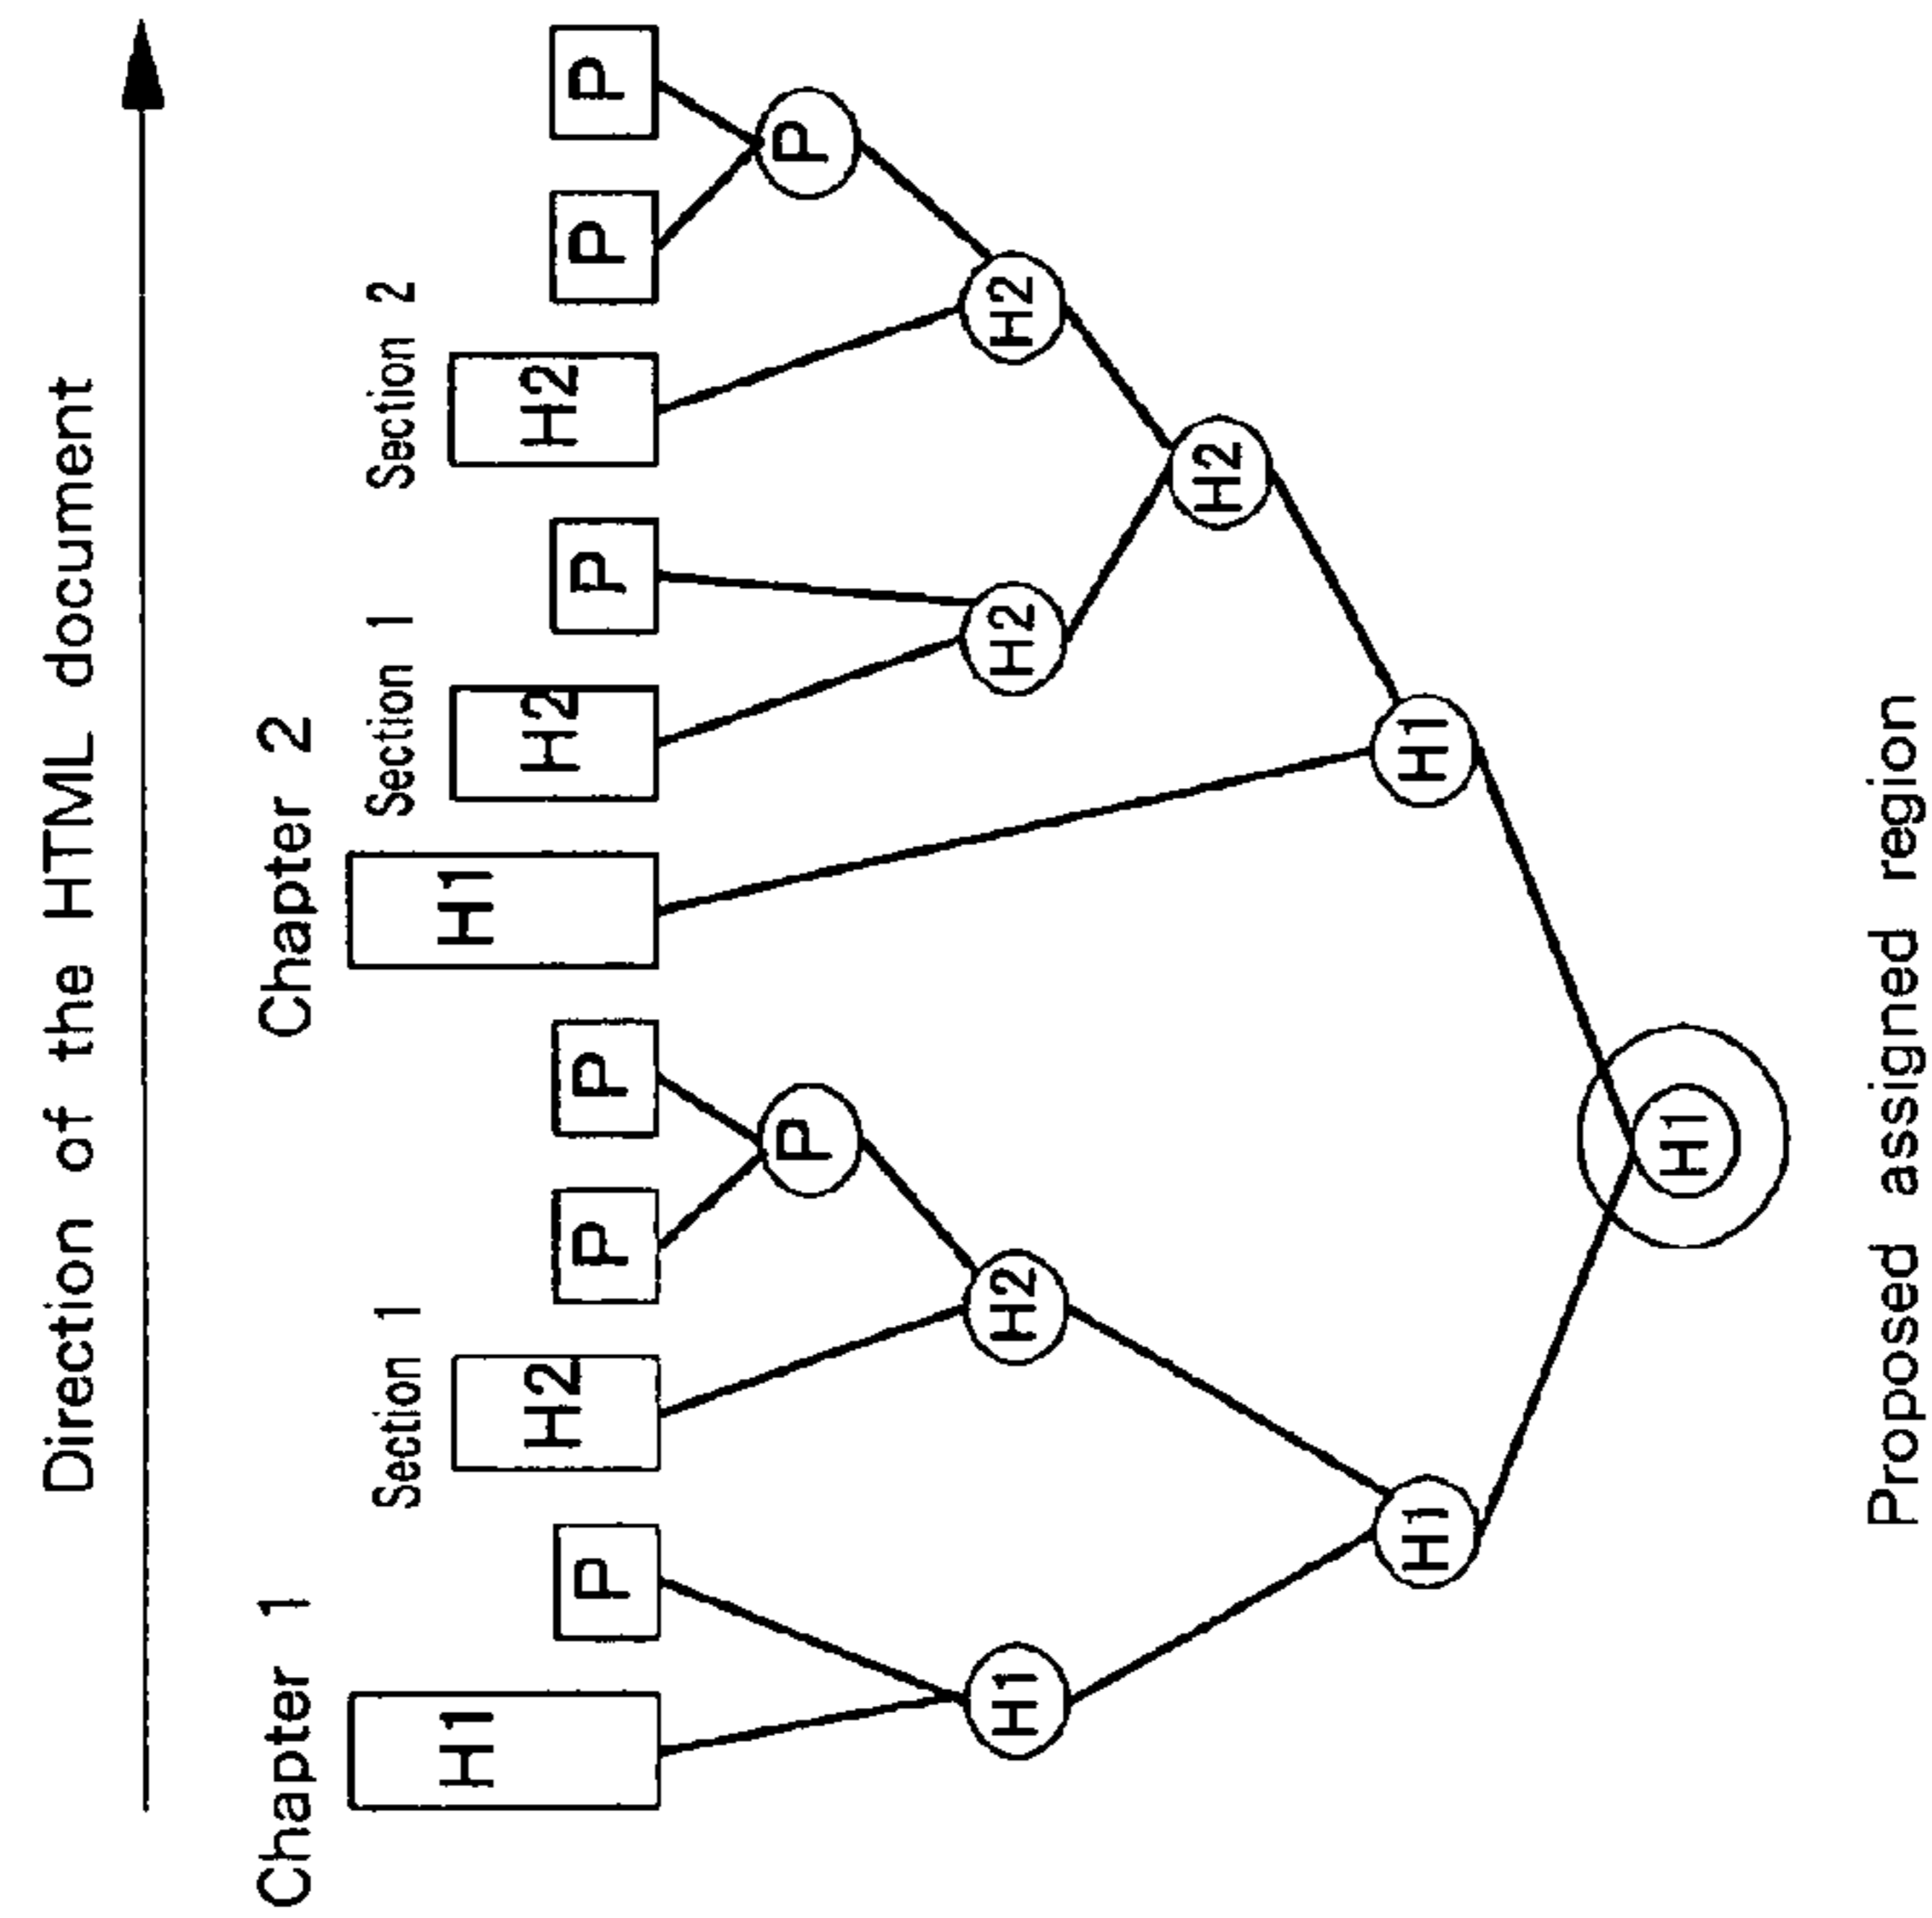 Direction of the HTML document
Chapter 1 Chapter 2
Section 1 Section 1 Section 2
H1 H1
H2 H2 H2
P P P P P P
P P
H1 H2 H2 H2
H2
H1 H1
H1
Proposed assigned region